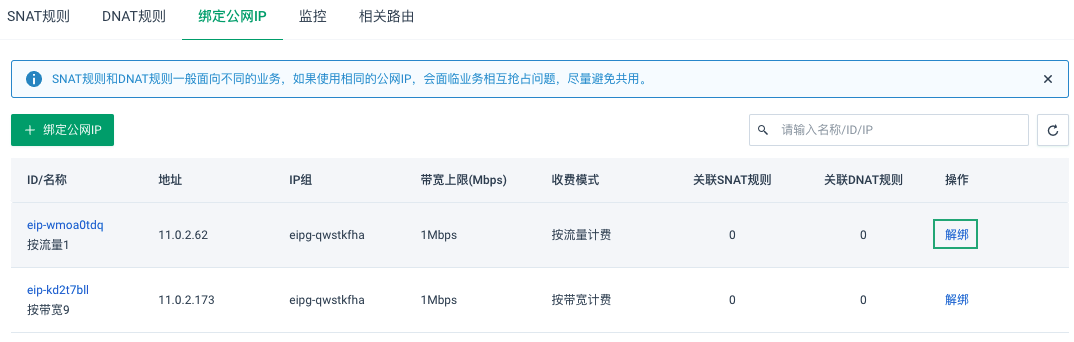 SNAT规则 DNAT规则 绑定公网IP 监控 相关路由
SNAT规则和DNAT规则一般面向不同的业务，如果使用相同的公网IP，会面临业务相互抢占问题，尽量避免共用。
绑定公网IP 请输入名称/ID/IP
ID/名称 地址 IP组 带宽上限(Mbps) 收费模式 关联SNAT规则 关联DNAT规则 操作
eip-wmoa0tdq
按流量1 11.0.2.62 eipg-qwstkfha 1Mbps 按流量计费 0 0 解绑
eip-kd2t7bll
按带宽9 11.0.2.173 eipg-qwstkfha 1Mbps 按带宽计费 0 0 解绑